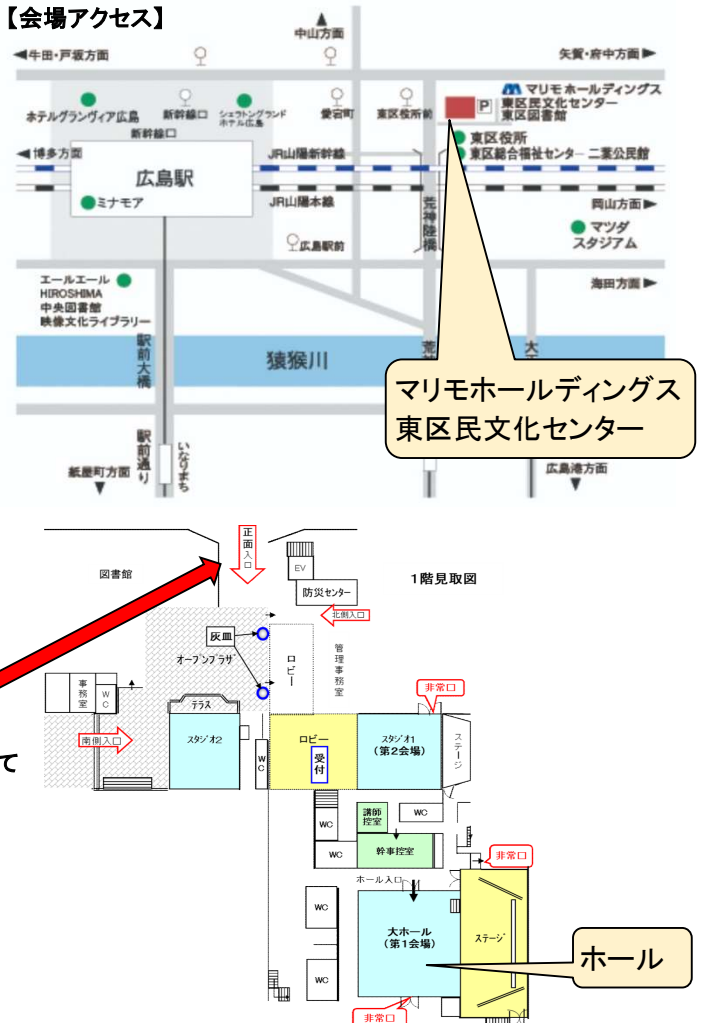 【会場アクセス】
中山方面
牛田・戸坂方面
矢賀・府中方面
ホテルグランヴィア広島
新幹線口
シェラトングランド
ホテル広島
愛宕町
東区役所前
P
マリモホールディングス
東区民文化センター
東区図書館
新幹線口
東区役所
東区総合福祉センター 二葉公民館
博多方面
JR山陽新幹線
広島駅
ミナモア
JR山陽本線
荒神陸橋
岡山方面
マツダ
スタジアム
広島駅前
海田方面
エールエール
HIROSHIMA
中央図書館
映像文化ライブラリー
駅前大橋
猿猴川
荒
大
マリモホールディングス
東区民文化センター
駅前通り
いなりまち
紙屋町方面
広島港方面
正面入口
図書館
EV
1階見取図
防災センター
北側入口
灰皿
オープンプラザ
ロビー
管理事務室
事務室
WC
テラス
非常口
南側入口
スタジオ2
WC
ロビー
受付
スタジオ1
(第2会場)
ステージ
て
WC
講師
控室
WC
WC
幹事控室
非常口
ホール入口
WC
大ホール
(第1会場)
ステージ
ホール
WC
非常口